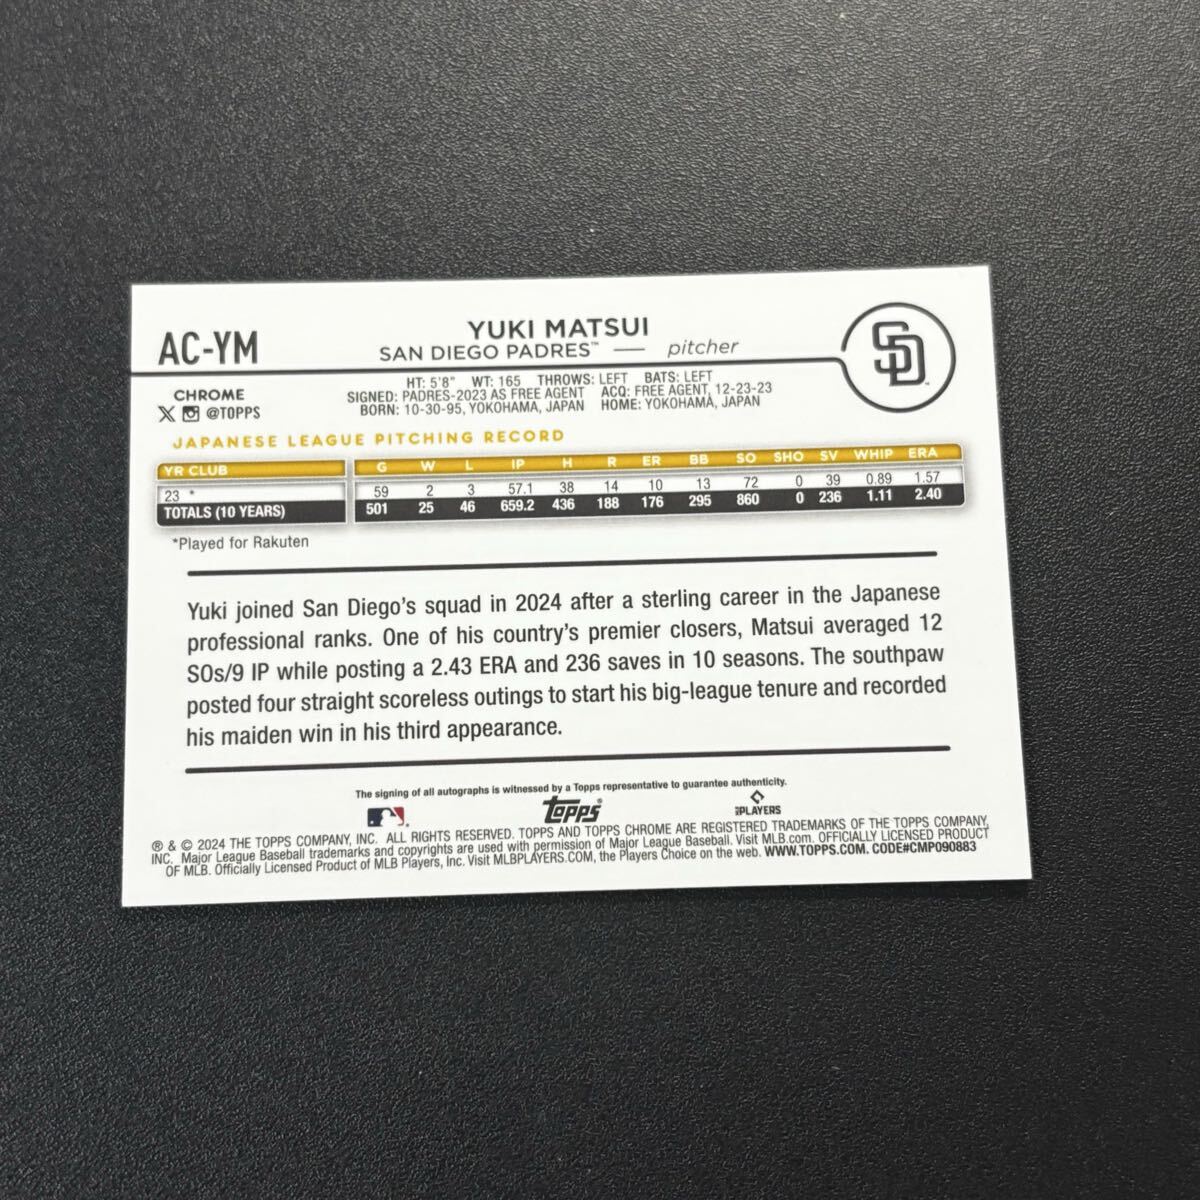 AC-YM
YUKI MATSUI
SAN DIEGO PADRES™ — pitcher
SD
CHROME
X @TOPPS
HT: 5'8" WT: 165 THROWS: LEFT BATS: LEFT
SIGNED: PADRES-2023 AS FREE AGENT ACQ: FREE AGENT, 12-23-23
BORN: 10-30-95, YOKOHAMA, JAPAN HOME: YOKOHAMA, JAPAN
JAPANESE LEAGUE PITCHING RECORD
YR CLUB G W L IP H R ER BB SO SHO SV WHIP ERA
23 * 59 2 3 57.1 38 14 10 13 72 0 39 0.89 1.57
TOTALS (10 YEARS) 501 25 46 659.2 436 188 176 295 860 0 236 1.11 2.40
*Played for Rakuten
Yuki joined San Diego's squad in 2024 after a sterling career in the Japanese
professional ranks. One of his country's premier closers, Matsui averaged 12
SOs/9 IP while posting a 2.43 ERA and 236 saves in 10 seasons. The southpaw
posted four straight scoreless outings to start his big-league tenure and recorded
his maiden win in his third appearance.
The signing of all autographs is witnessed by a Topps representative to guarantee authenticity.
Topps®
PLAYERS
® & © 2024 THE TOPPS COMPANY, INC. ALL RIGHTS RESERVED. TOPPS AND TOPPS CHROME ARE REGISTERED TRADEMARKS OF THE TOPPS COMPANY,
INC. Major League Baseball trademarks and copyrights are used with permission of Major League Baseball. Visit MLB.com. OFFICIALLY LICENSED PRODUCT
OF MLB. Officially Licensed Product of MLB Players, Inc. Visit MLBPLAYERS.COM, the Players Choice on the web. WWW.TOPPS.COM. CODE#CMP090883